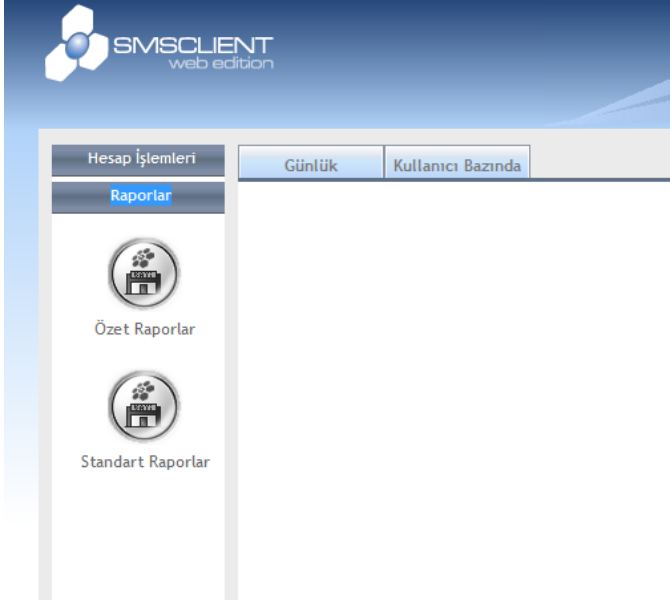 SMSCLIENT
web edition
Hesap İşlemleri
Raporlar
Günlük
Kullanıcı Bazında
Özet Raporlar
Standart Raporlar